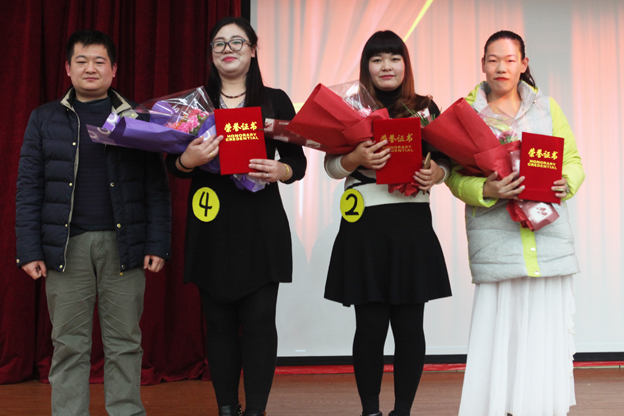 荣誉证书
HONORARY
CREDENTIAL
荣誉证书
HONORARY
CREDENTIAL
荣誉证书
HONORARY
CREDENTIAL
4
2